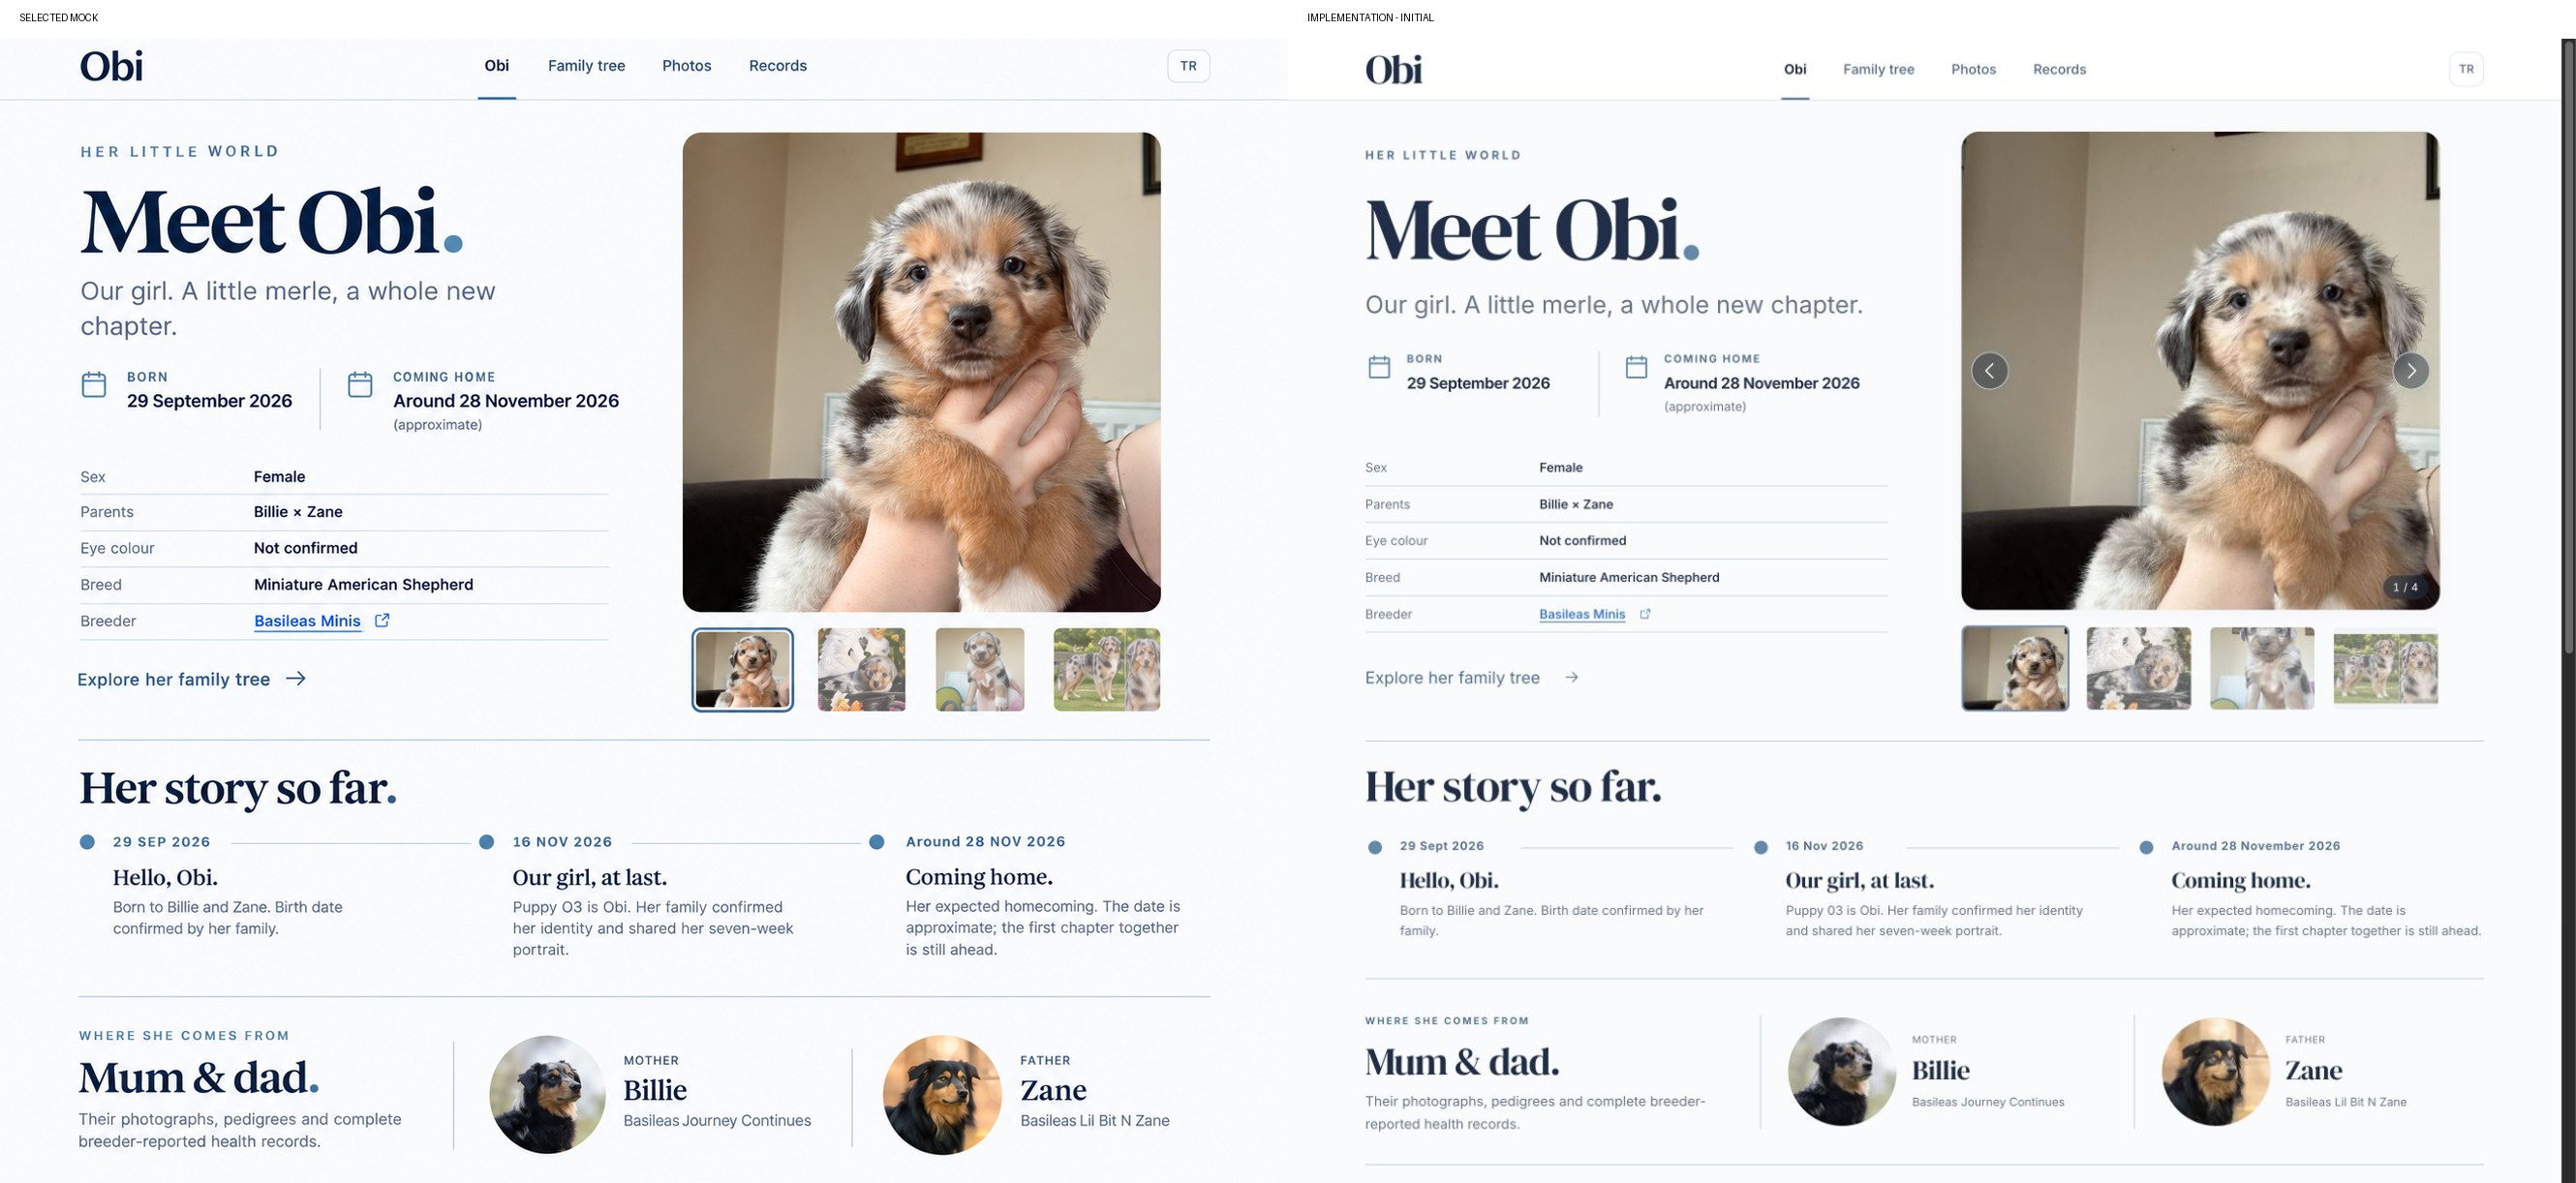 SELECTED MOCK
Obi
Obi Family tree Photos Records
TR
HER LITTLE WORLD
Meet Obi.
Our girl. A little merle, a whole new
chapter.
BORN
29 September 2026
COMING HOME
Around 28 November 2026
(approximate)
Sex Female
Parents Billie × Zane
Eye colour Not confirmed
Breed Miniature American Shepherd
Breeder Basileas Minis
Explore her family tree →
Her story so far.
29 SEP 2026
Hello, Obi.
Born to Billie and Zane. Birth date
confirmed by her family.
16 NOV 2026
Our girl, at last.
Puppy O3 is Obi. Her family confirmed
her identity and shared her seven-week
portrait.
Around 28 NOV 2026
Coming home.
Her expected homecoming. The date is
approximate; the first chapter together
is still ahead.
WHERE SHE COMES FROM
Mum & dad.
Their photographs, pedigrees and complete
breeder-reported health records.
MOTHER
Billie
Basileas Journey Continues
FATHER
Zane
Basileas Lil Bit N Zane
IMPLEMENTATION - INITIAL
Obi
Obi Family tree Photos Records
TR
HER LITTLE WORLD
Meet Obi.
Our girl. A little merle, a whole new chapter.
BORN
29 September 2026
COMING HOME
Around 28 November 2026
(approximate)
Sex Female
Parents Billie × Zane
Eye colour Not confirmed
Breed Miniature American Shepherd
Breeder Basileas Minis
Explore her family tree →
1 / 4
Her story so far.
29 Sept 2026
Hello, Obi.
Born to Billie and Zane. Birth date confirmed by her
family.
16 Nov 2026
Our girl, at last.
Puppy 03 is Obi. Her family confirmed her identity
and shared her seven-week portrait.
Around 28 November 2026
Coming home.
Her expected homecoming. The date is
approximate; the first chapter together is still ahead.
WHERE SHE COMES FROM
Mum & dad.
Their photographs, pedigrees and complete breeder-
reported health records.
MOTHER
Billie
Basileas Journey Continues
FATHER
Zane
Basileas Lil Bit N Zane